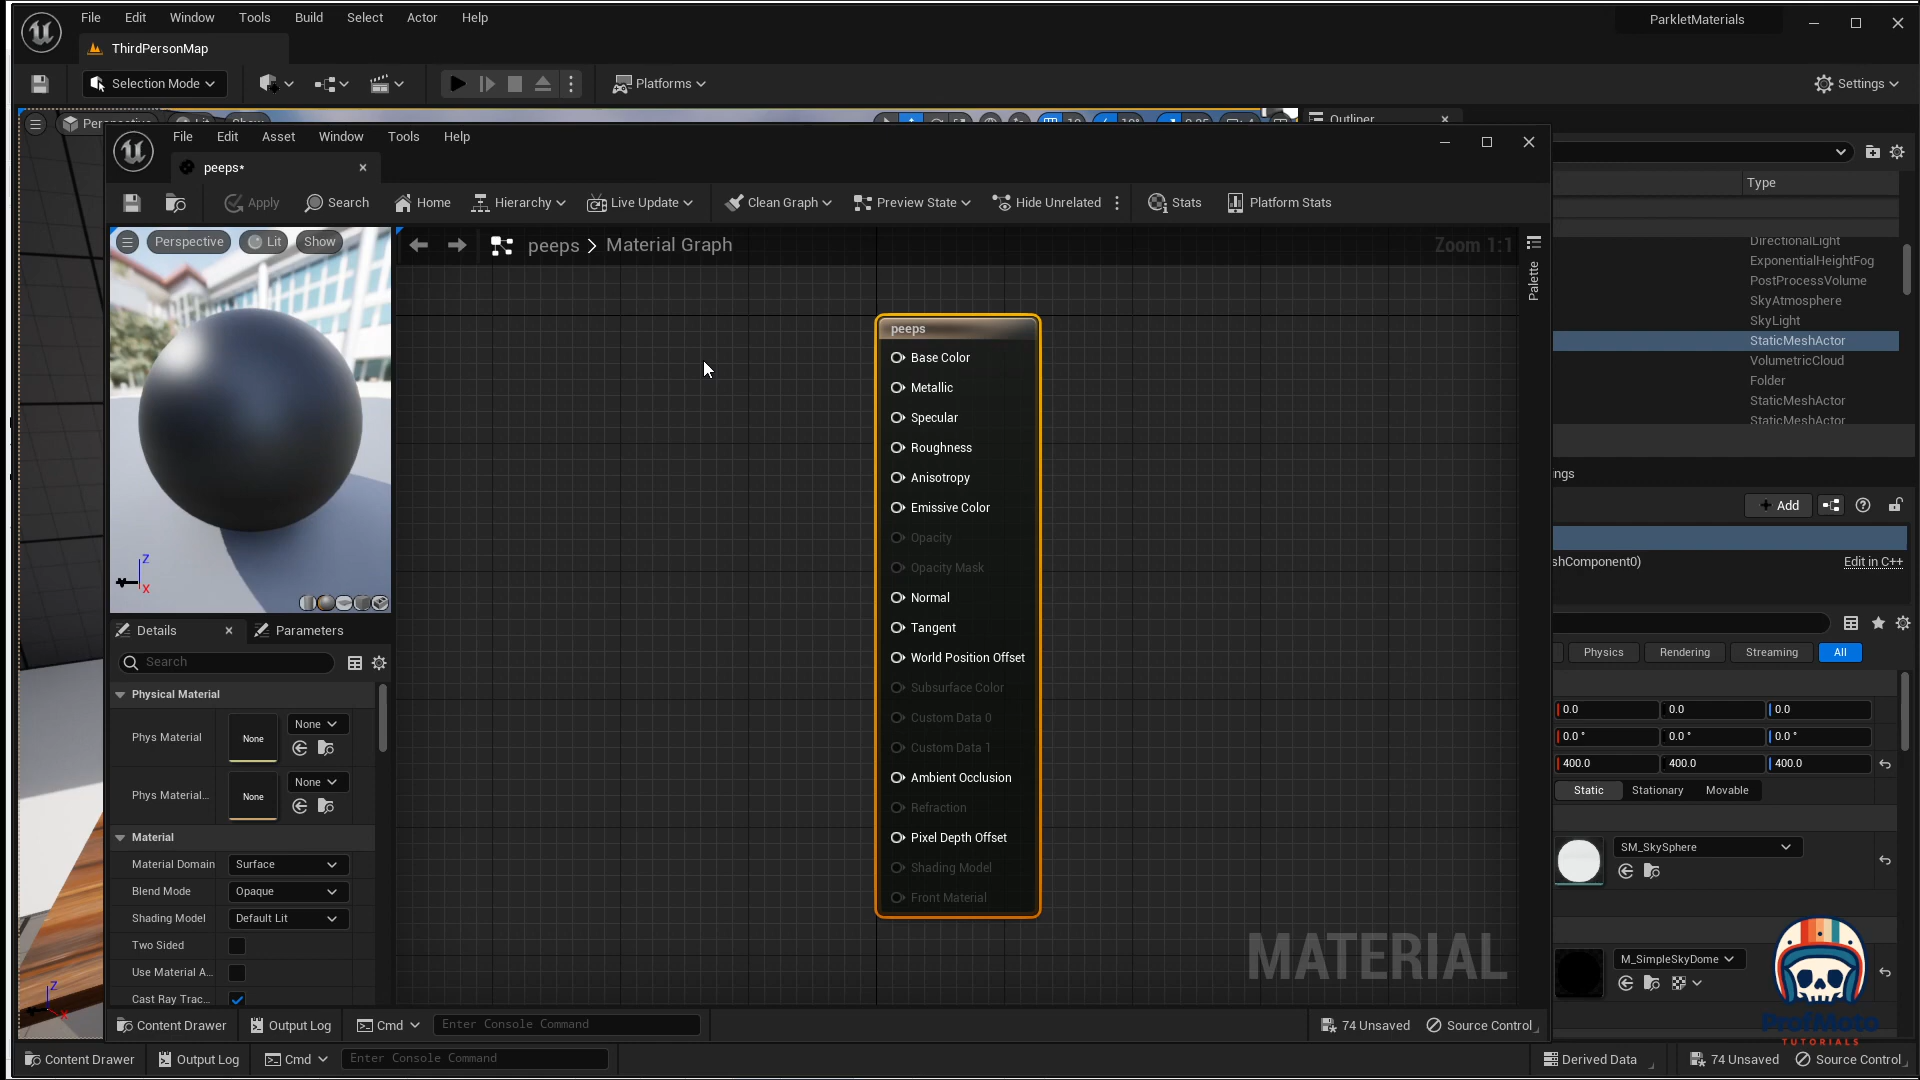 File Edit Window Tools Build Select Actor Help
ParkletMaterials
ThirdPersonMap
Selection Mode
Platforms
Settings
Outliner
File Edit Asset Window Tools Help
peeps*
Type
Apply Search Home Hierarchy Live Update Clean Graph Preview State Hide Unrelated Stats Platform Stats
Perspective Lit Show
peeps > Material Graph
Zoom 1:1
Palette
DirectionalLight
ExponentialHeightFog
PostProcessVolume
SkyAtmosphere
SkyLight
StaticMeshActor
VolumetricCloud
Folder
StaticMeshActor
StaticMeshActor
peeps
Base Color
Metallic
Specular
Roughness
Anisotropy
Emissive Color
Opacity
Opacity Mask
Normal
Tangent
World Position Offset
Subsurface Color
Custom Data 0
Custom Data 1
Ambient Occlusion
Refraction
Pixel Depth Offset
Shading Model
Front Material
MATERIAL
Z
X
Details Parameters
Search
Physical Material
Phys Material None None
Phys Material... None None
Material
Material Domain Surface
Blend Mode Opaque
Shading Model Default Lit
Two Sided
Use Material A...
Cast Ray Trac...
ngs
Add
shComponent0) Edit in C++
Physics Rendering Streaming All
0.0 0.0 0.0
0.0 ° 0.0 ° 0.0 °
400.0 400.0 400.0
Static Stationary Movable
SM_SkySphere
M_SimpleSkyDome
ProfMoto
TUTORIALS
Z
X
Content Drawer Output Log Cmd Enter Console Command 74 Unsaved Source Control
Content Drawer Output Log Cmd Enter Console Command Derived Data 74 Unsaved Source Control